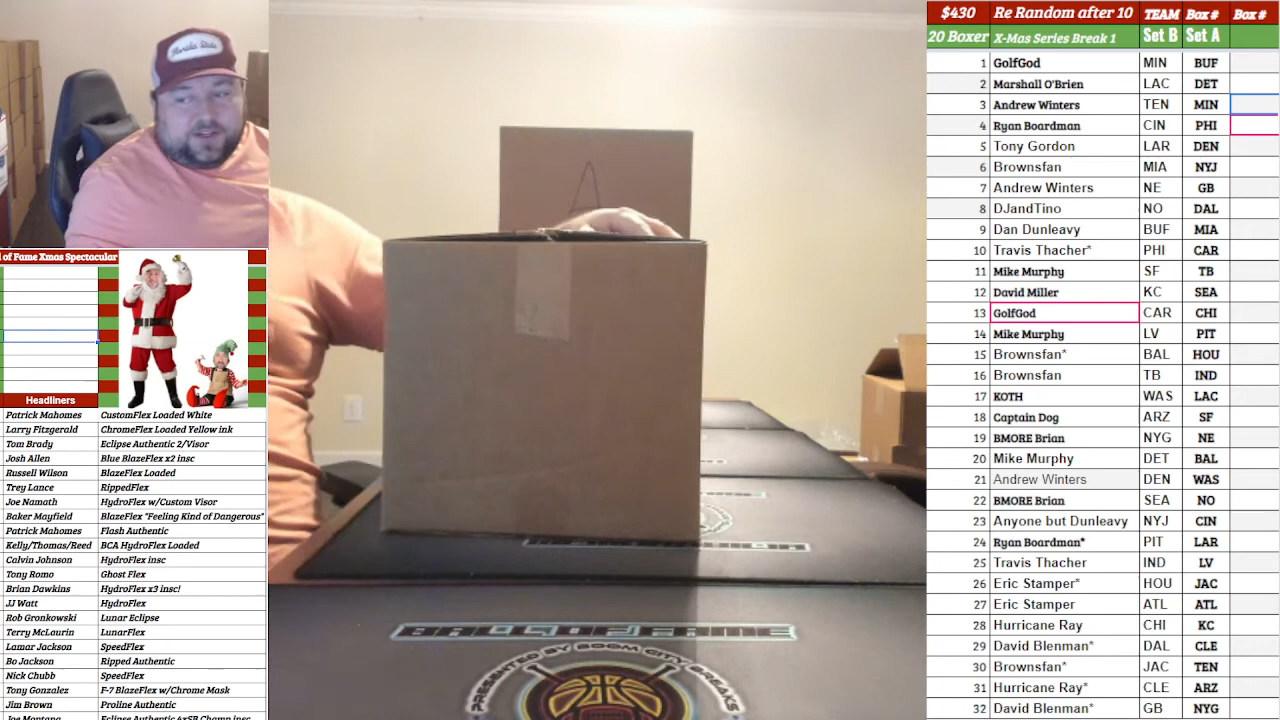 Florida State
d of Fame Xmas Spectacular
Headliners
Patrick Mahomes CustomFlex Loaded White
Larry Fitzgerald ChromeFlex Loaded Yellow ink
Tom Brady Eclipse Authentic 2/Visor
Josh Allen Blue BlazeFlex x2 insc
Russell Wilson BlazeFlex Loaded
Trey Lance RippedFlex
Joe Namath HydroFlex w/Custom Visor
Baker Mayfield BlazeFlex "Feeling Kind of Dangerous"
Patrick Mahomes Flash Authentic
Kelly/Thomas/Reed BCA HydroFlex Loaded
Calvin Johnson HydroFlex insc
Tony Romo Ghost Flex
Brian Dawkins HydroFlex x3 insc!
JJ Watt HydroFlex
Rob Gronkowski Lunar Eclipse
Terry McLaurin LunarFlex
Lamar Jackson SpeedFlex
Bo Jackson Ripped Authentic
Nick Chubb SpeedFlex
Tony Gonzalez F-7 BlazeFlex w/Chrome Mask
Jim Brown Proline Authentic
Joe Montana Eclipse Authentic 4xSB Champ insc
PRESENTED BY BOOM CITY BREAKS
$430 Re Random after 10 TEAM Box # Box #
20 Boxer X-Mas Series Break 1 Set B Set A
1 GolfGod MIN BUF
2 Marshall O'Brien LAC DET
3 Andrew Winters TEN MIN
4 Ryan Boardman CIN PHI
5 Tony Gordon LAR DEN
6 Brownsfan MIA NYJ
7 Andrew Winters NE GB
8 DJandTino NO DAL
9 Dan Dunleavy BUF MIA
10 Travis Thacher* PHI CAR
11 Mike Murphy SF TB
12 David Miller KC SEA
13 GolfGod CAR CHI
14 Mike Murphy LV PIT
15 Brownsfan* BAL HOU
16 Brownsfan TB IND
17 KOTH WAS LAC
18 Captain Dog ARZ SF
19 BMORE Brian NYG NE
20 Mike Murphy DET BAL
21 Andrew Winters DEN WAS
22 BMORE Brian SEA NO
23 Anyone but Dunleavy NYJ CIN
24 Ryan Boardman* PIT LAR
25 Travis Thacher IND LV
26 Eric Stamper* HOU JAC
27 Eric Stamper ATL ATL
28 Hurricane Ray CHI KC
29 David Blenman* DAL CLE
30 Brownsfan* JAC TEN
31 Hurricane Ray* CLE ARZ
32 David Blenman* GB NYG